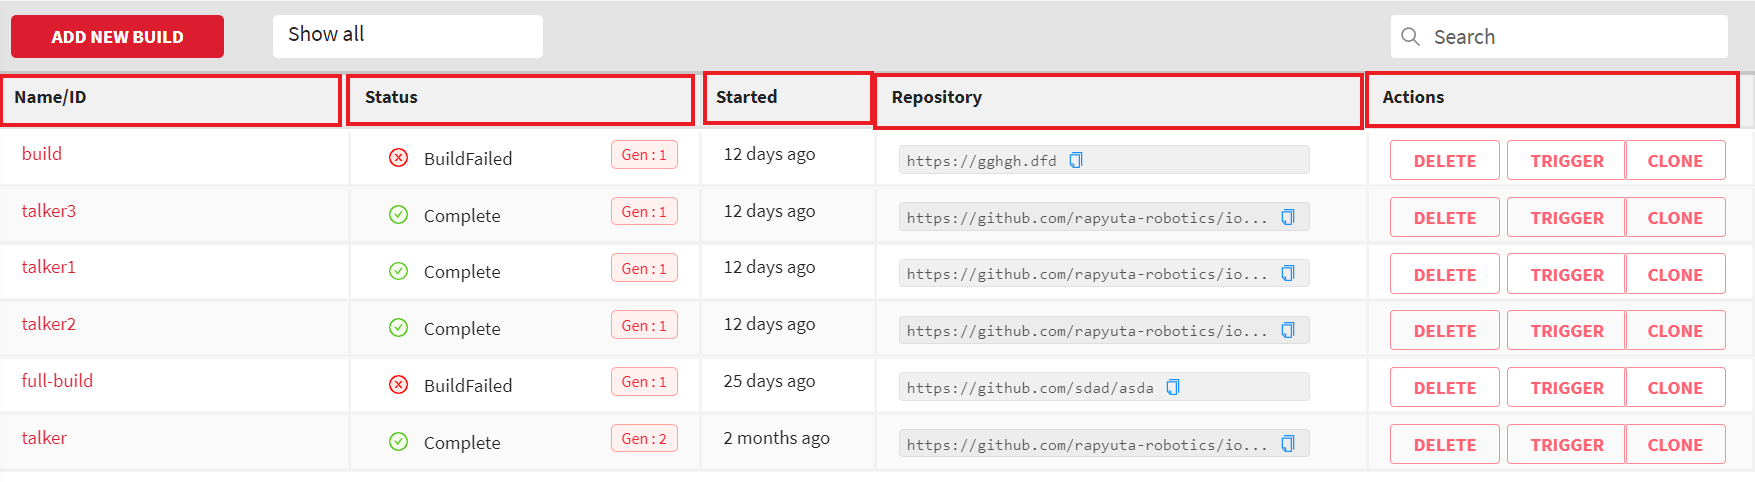 ADD NEW BUILD Show all Search
Name/ID Status Started Repository Actions
build BuildFailed Gen: 1 12 days ago https://gghgh.dfd DELETE TRIGGER CLONE
talker3 Complete Gen: 1 12 days ago https://github.com/rapyuta-robotics/io... DELETE TRIGGER CLONE
talker1 Complete Gen: 1 12 days ago https://github.com/rapyuta-robotics/io... DELETE TRIGGER CLONE
talker2 Complete Gen: 1 12 days ago https://github.com/rapyuta-robotics/io... DELETE TRIGGER CLONE
full-build BuildFailed Gen: 1 25 days ago https://github.com/sdad/asda DELETE TRIGGER CLONE
talker Complete Gen: 2 2 months ago https://github.com/rapyuta-robotics/io... DELETE TRIGGER CLONE